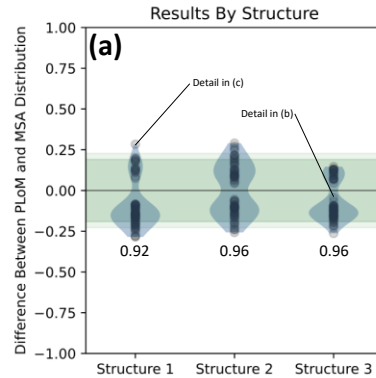 Results By Structure
(a)
Difference Between PLoM and MSA Distribution
1.00
0.75
0.50
0.25
0.00
−0.25
−0.50
−0.75
−1.00
Detail in (c)
Detail in (b)
0.92
0.96
0.96
Structure 1
Structure 2
Structure 3